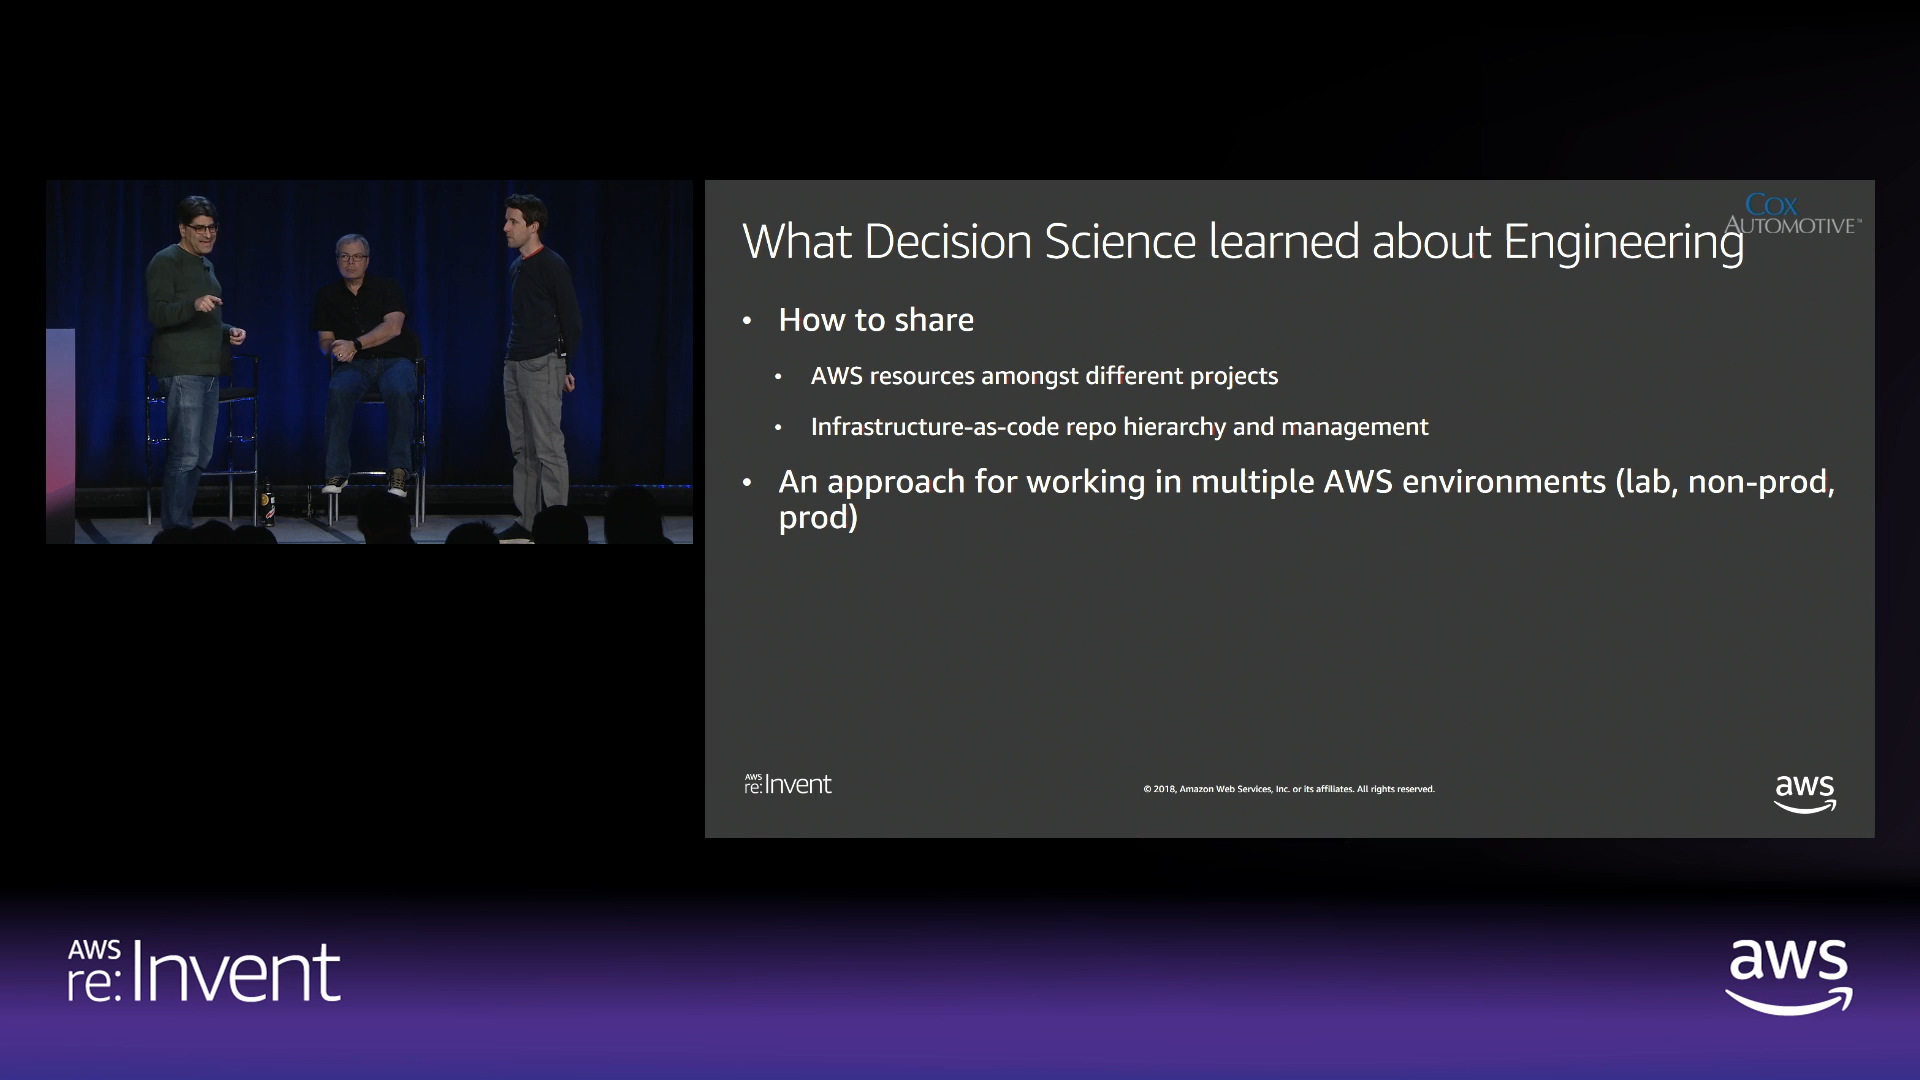 What Decision Science learned about Engineering
COX
AUTOMOTIVE™
• How to share
• AWS resources amongst different projects
• Infrastructure-as-code repo hierarchy and management
• An approach for working in multiple AWS environments (lab, non-prod,
prod)
AWS
re:Invent
© 2018, Amazon Web Services, Inc. or its affiliates. All rights reserved.
aws
AWS
re:Invent
aws